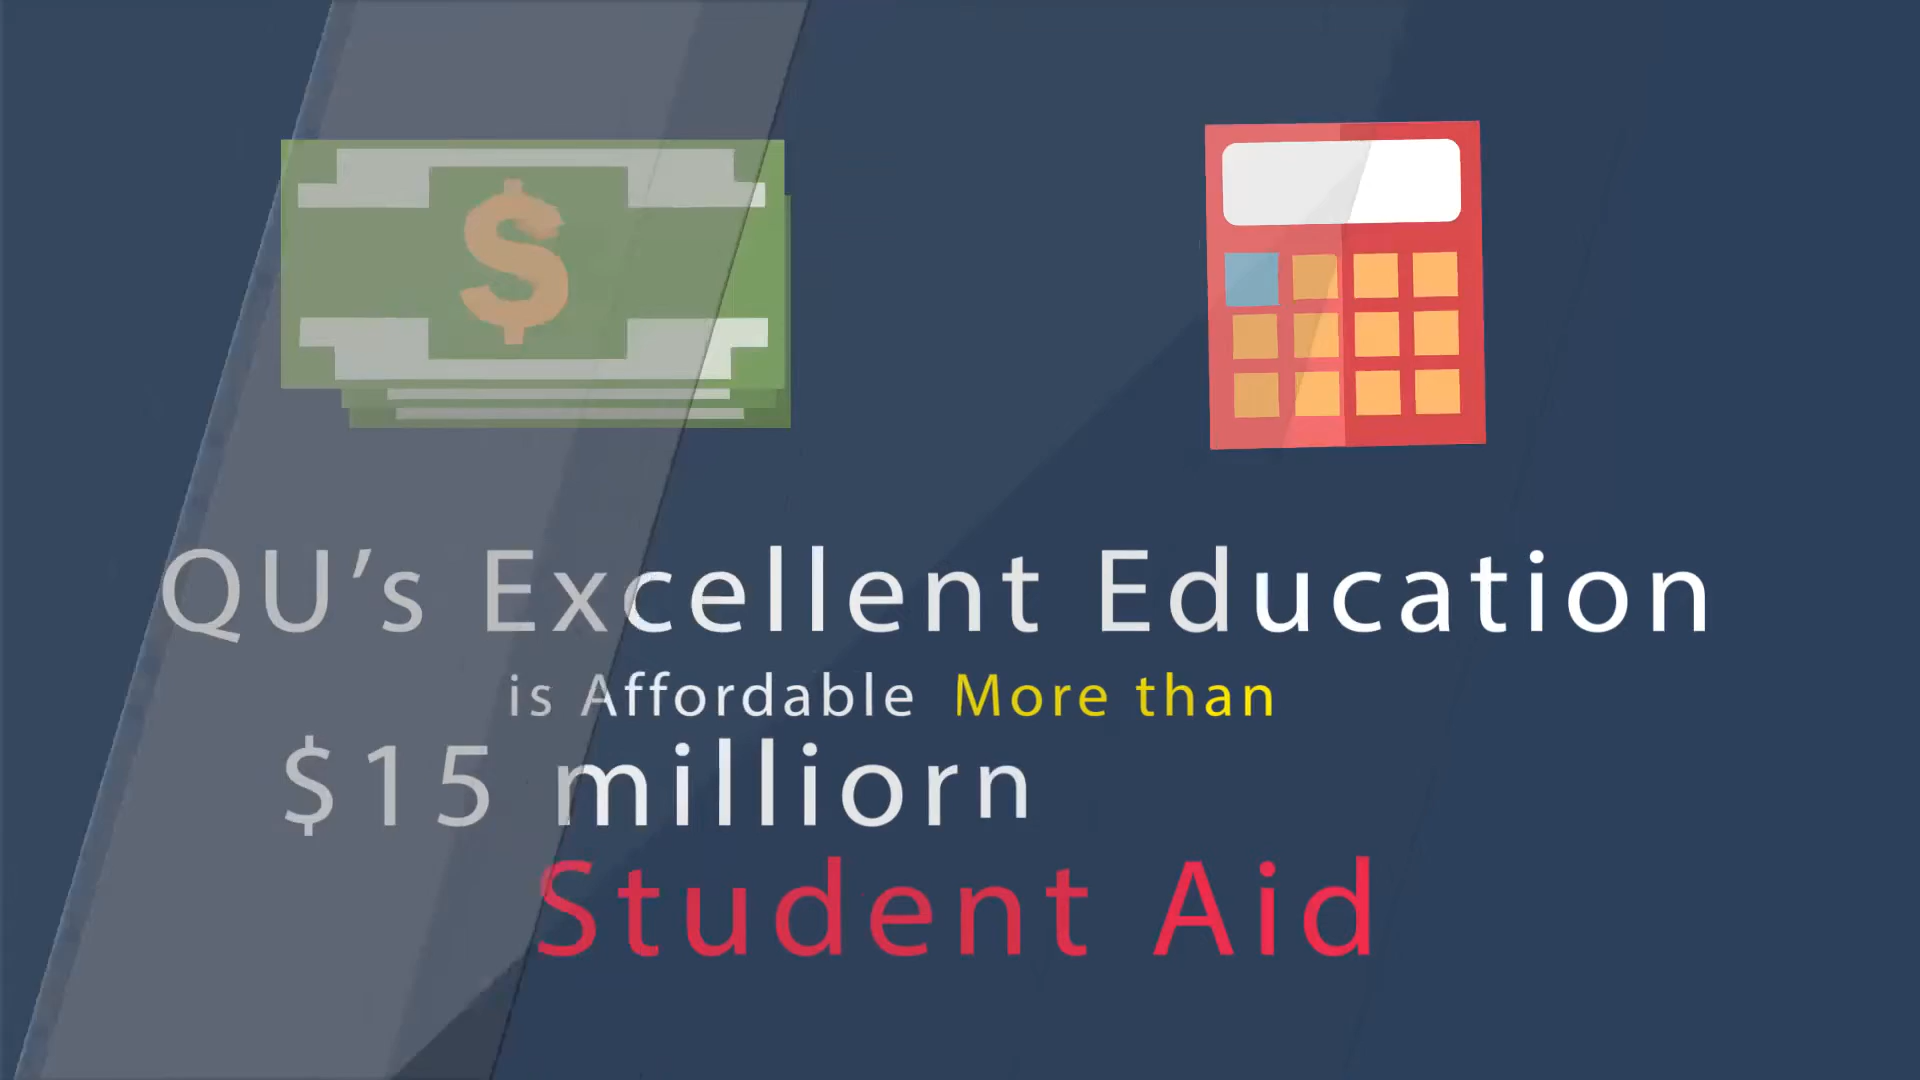 $
QU’s Excellent Education
is Affordable More than
$15 milliorn
Student Aid